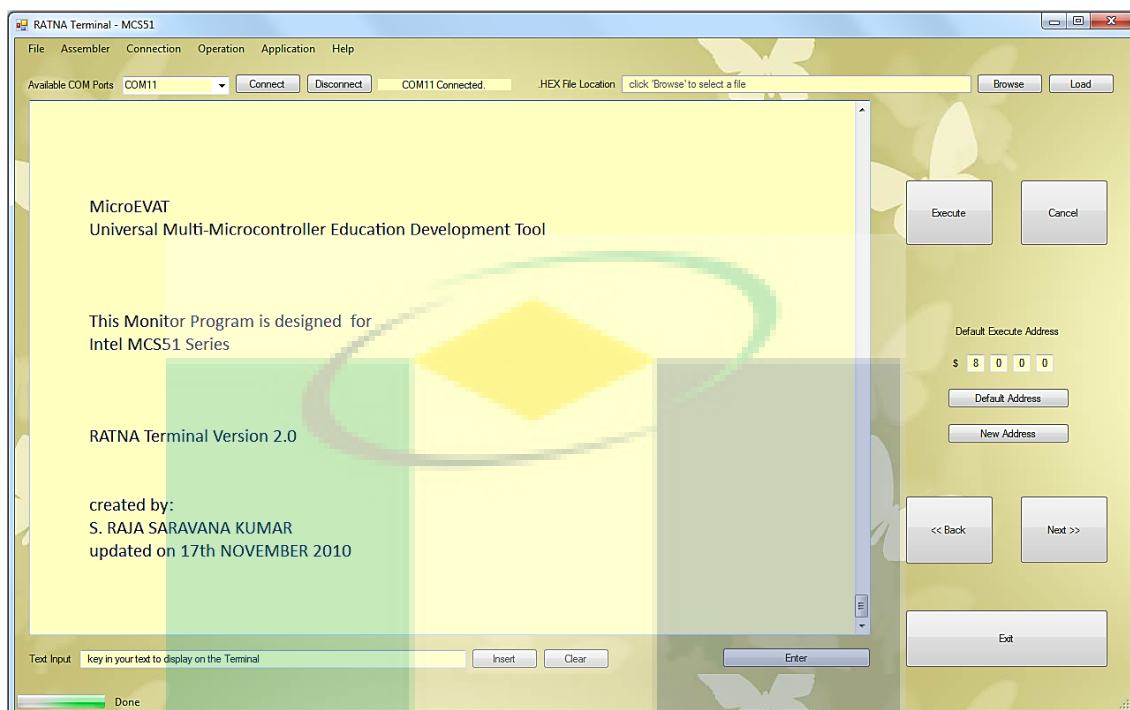 RATNA Terminal - MCS51
File Assembler Connection Operation Application Help
Available COM Ports COM11 Connect Disconnect COM11 Connected. .HEX File Location click 'Browse' to select a file Browse Load
MicroEVAT
Universal Multi-Microcontroller Education Development Tool
This Monitor Program is designed for
Intel MCS51 Series
RATNA Terminal Version 2.0
created by:
S. RAJA SARAVANA KUMAR
updated on 17th NOVEMBER 2010
Execute Cancel
Default Execute Address
$ 8 0 0 0
Default Address
New Address
<< Back Next >>
Exit
Text Input key in your text to display on the Terminal Insert Clear Enter
Done